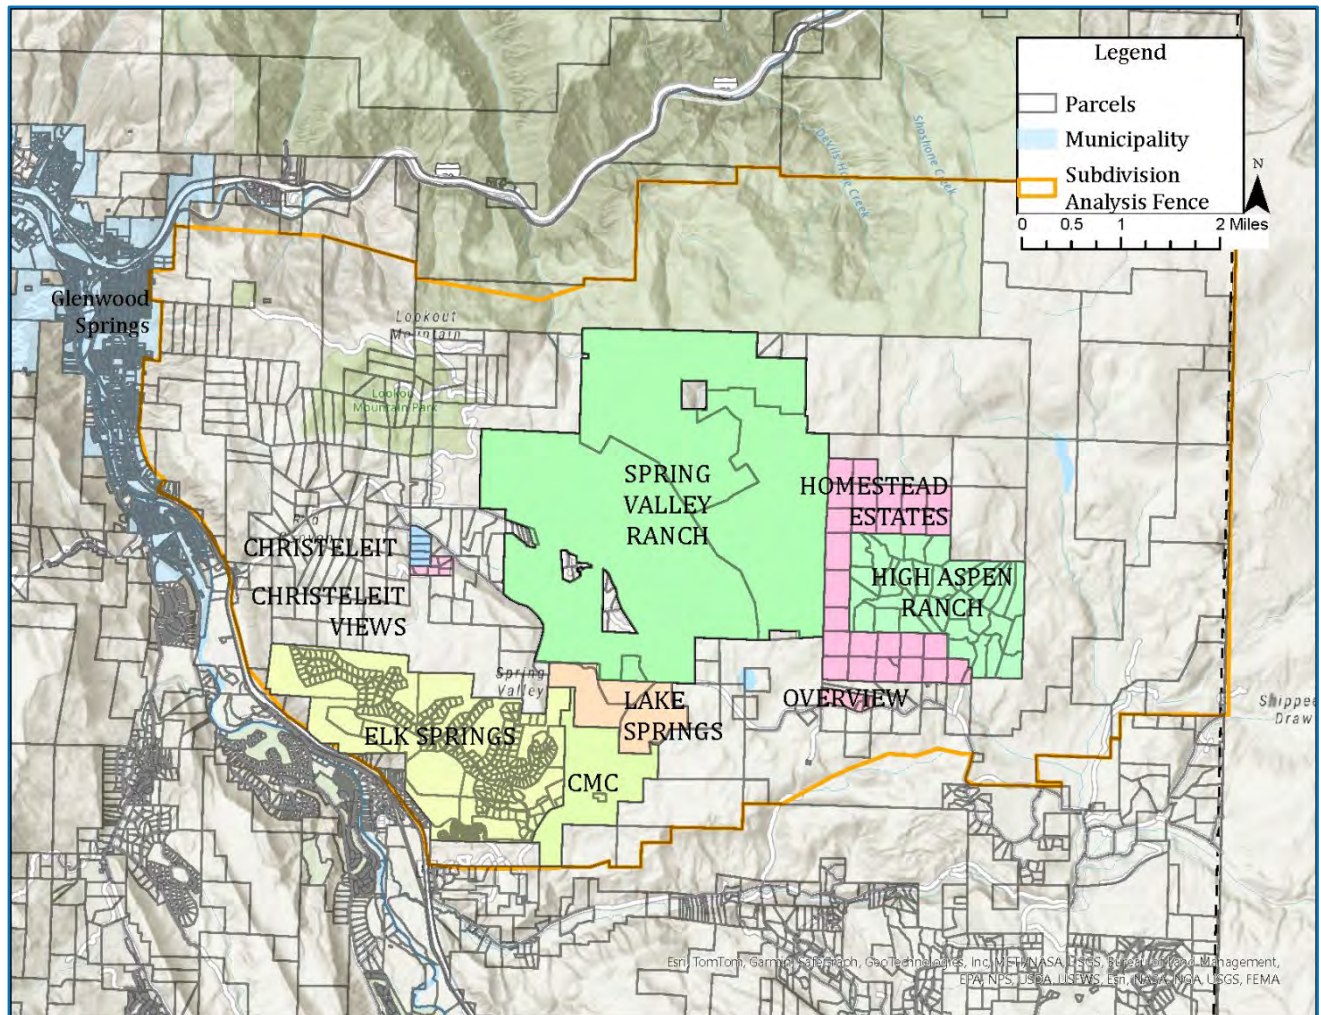 Legend
Parcels
Municipality
Subdivision
Analysis Fence
N
0 0.5 1 2 Miles
Devils Hole Creek
Shoshone Creek
Glenwood
Springs
Lookout
Mountain
Lookout
Mountain Park
SPRING
VALLEY
RANCH
HOMESTEAD
ESTATES
CHRISTELEIT
HIGH ASPEN
RANCH
CHRISTELEIT
VIEWS
Spring
Valley
LAKE
SPRINGS
OVERVIEW
Shippee
Draw
ELK SPRINGS
CMC
Esri, TomTom, Garmin, SafeGraph, GeoTechnologies, Inc, METI/NASA, USGS, Bureau of Land Management,
EPA, NPS, USDA, USFWS, Esri, NASA, NGA, USGS, FEMA